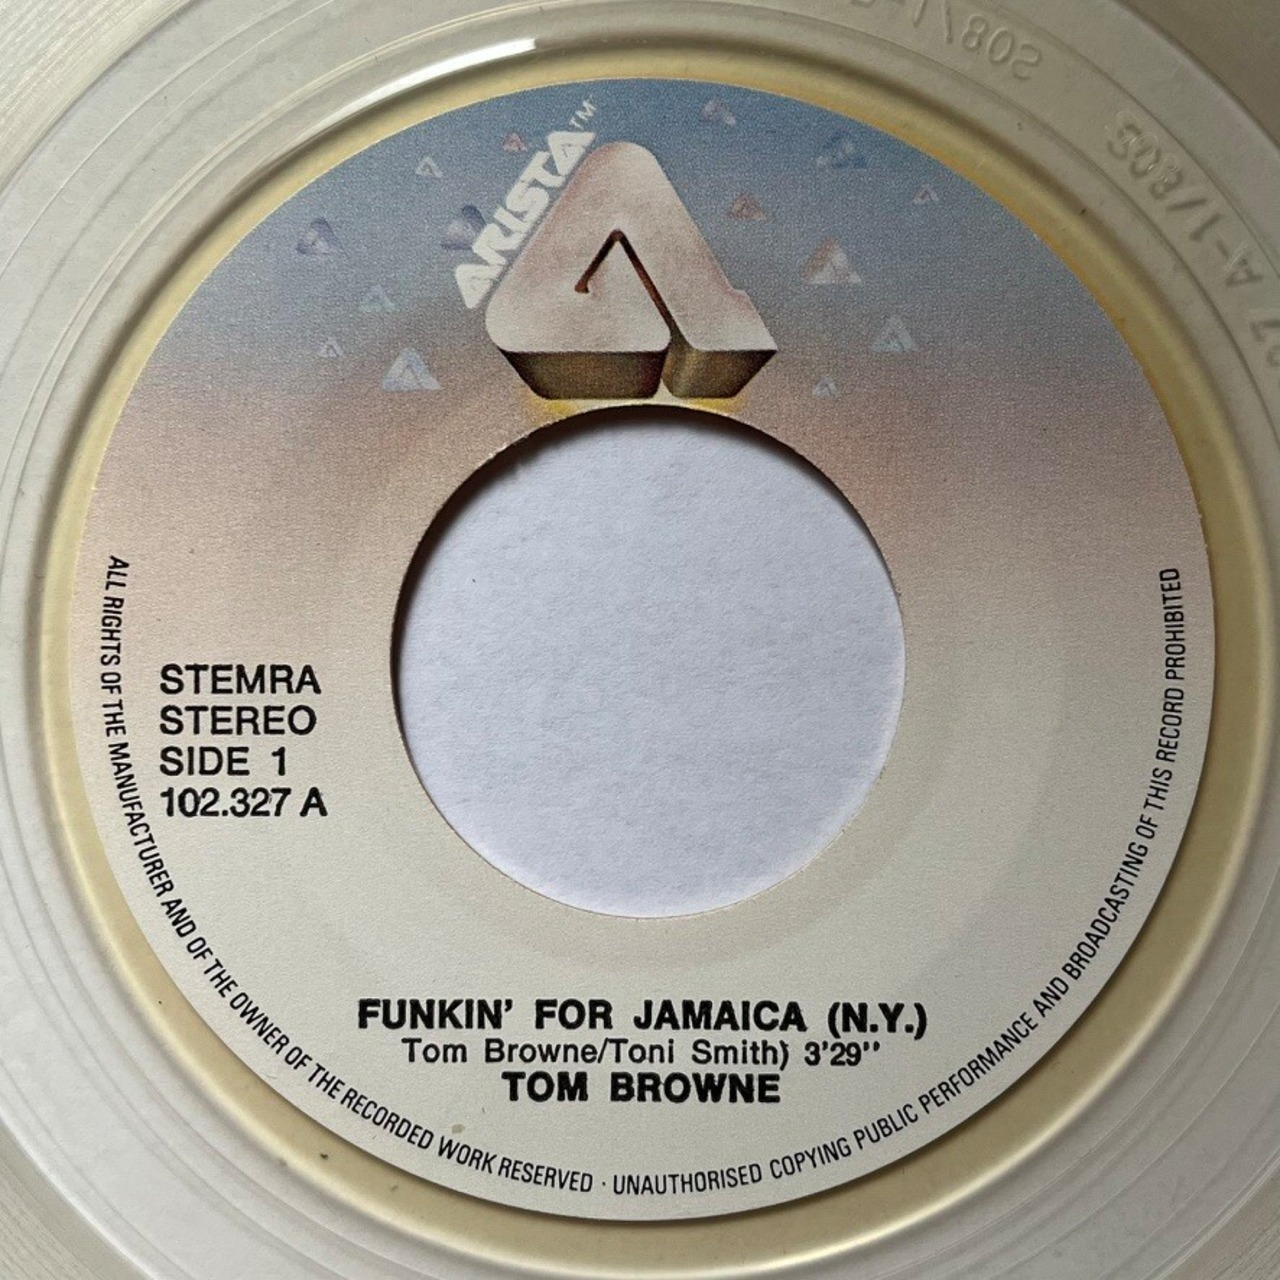 ARISTA™
STEMRA
STEREO
SIDE 1
102.327 A
FUNKIN' FOR JAMAICA (N.Y.)
Tom Browne/Toni Smith) 3'29''
TOM BROWNE
ALL RIGHTS OF THE MANUFACTURER AND OF THE OWNER OF THE RECORDED WORK RESERVED · UNAUTHORISED COPYING PUBLIC PERFORMANCE AND BROADCASTING OF THIS RECORD PROHIBITED